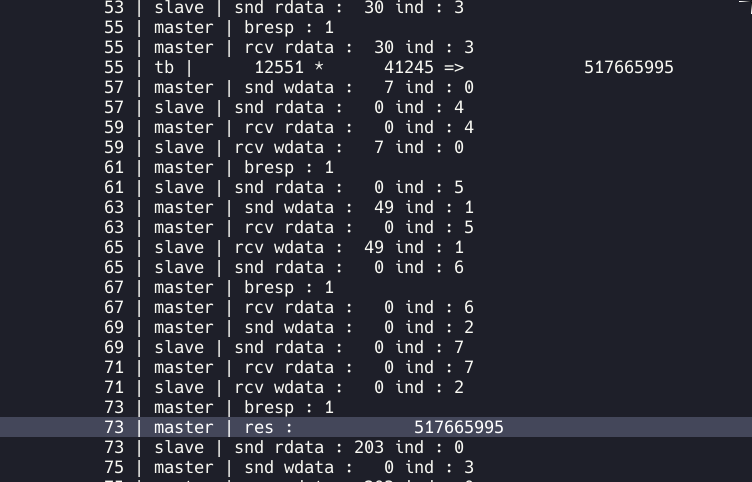 53 | slave | snd rdata :  30 ind : 3
55 | master | bresp : 1
55 | master | rcv rdata :  30 ind : 3
55 | tb |      12551 *      41245 =>            517665995
57 | master | snd wdata :   7 ind : 0
57 | slave | snd rdata :   0 ind : 4
59 | master | rcv rdata :   0 ind : 4
59 | slave | rcv wdata :   7 ind : 0
61 | master | bresp : 1
61 | slave | snd rdata :   0 ind : 5
63 | master | snd wdata :  49 ind : 1
63 | master | rcv rdata :   0 ind : 5
65 | slave | rcv wdata :  49 ind : 1
65 | slave | snd rdata :   0 ind : 6
67 | master | bresp : 1
67 | master | rcv rdata :   0 ind : 6
69 | master | snd wdata :   0 ind : 2
69 | slave | snd rdata :   0 ind : 7
71 | master | rcv rdata :   0 ind : 7
71 | slave | rcv wdata :   0 ind : 2
73 | master | bresp : 1
73 | master | res :            517665995
73 | slave | snd rdata : 203 ind : 0
75 | master | snd wdata :   0 ind : 3